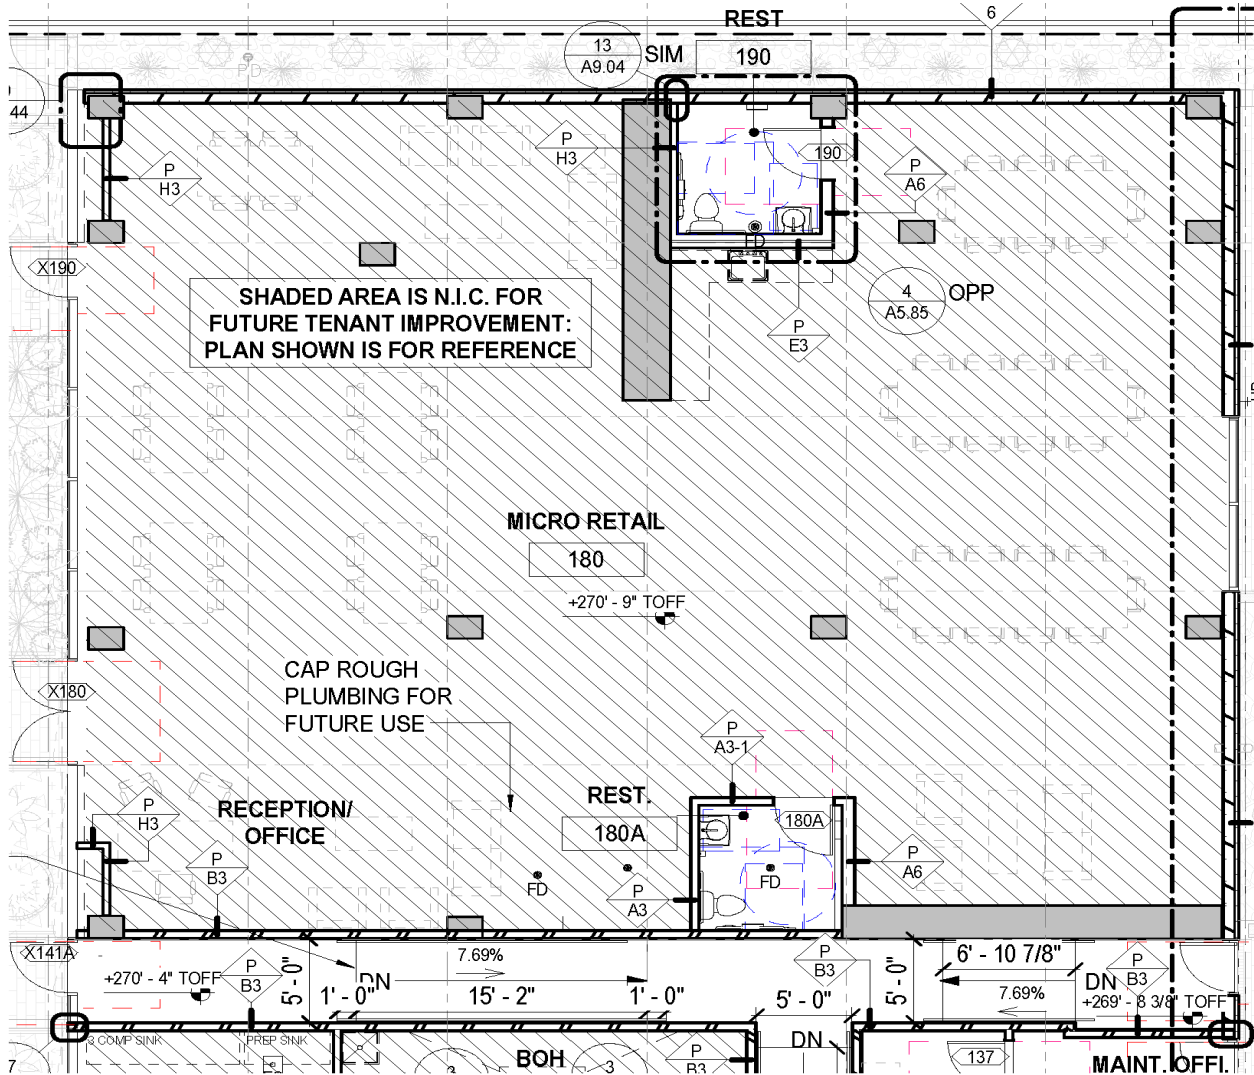 REST
6
13
A9.04
SIM
190
44
P
H3
190
P
H3
P
A6
FD
X190
SHADED AREA IS N.I.C. FOR
FUTURE TENANT IMPROVEMENT:
PLAN SHOWN IS FOR REFERENCE
4
A5.85
OPP
P
E3
MICRO RETAIL
180
+270' - 9" TOFF
CAP ROUGH
PLUMBING FOR
FUTURE USE
X180
P
A3-1
REST.
180A
180A
RECEPTION/
OFFICE
P
H3
P
B3
FD
FD
P
A3
P
A6
X141A
+270' - 4" TOFF
P
B3
5' - 0"
DN
7.69%
1' - 0"
15' - 2"
1' - 0"
P
B3
5' - 0"
5' - 0"
6' - 10 7/8"
7.69%
DN
P
B3
+269' - 8 3/8" TOFF
3 COMP SINK
PREP SINK
BOH
3
3
P
B3
DN
137
MAINT. OFFI.
7